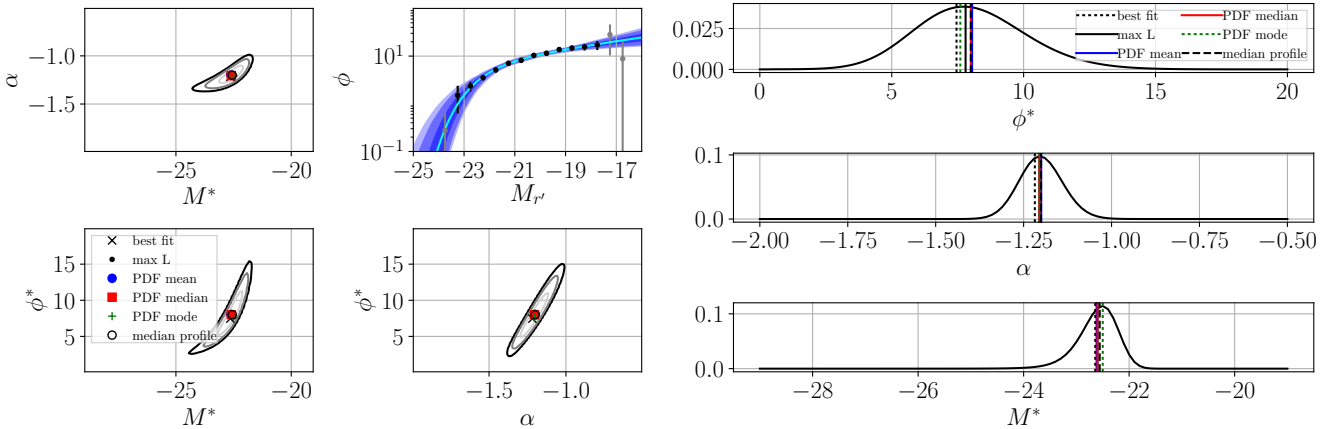 −1.0
−1.5
α
−25
−20
M*
10¹
10⁻¹
ϕ
−25
−23
−21
−19
−17
M_r′
0.025
0.000
best fit
max L
PDF mean
PDF median
PDF mode
median profile
0
5
10
15
20
ϕ*
0.1
0.0
−2.00
−1.75
−1.50
−1.25
−1.00
−0.75
−0.50
α
15
10
5
ϕ*
best fit
max L
PDF mean
PDF median
PDF mode
median profile
−25
−20
M*
15
10
5
ϕ*
−1.5
−1.0
α
0.1
0.0
−28
−26
−24
−22
−20
M*